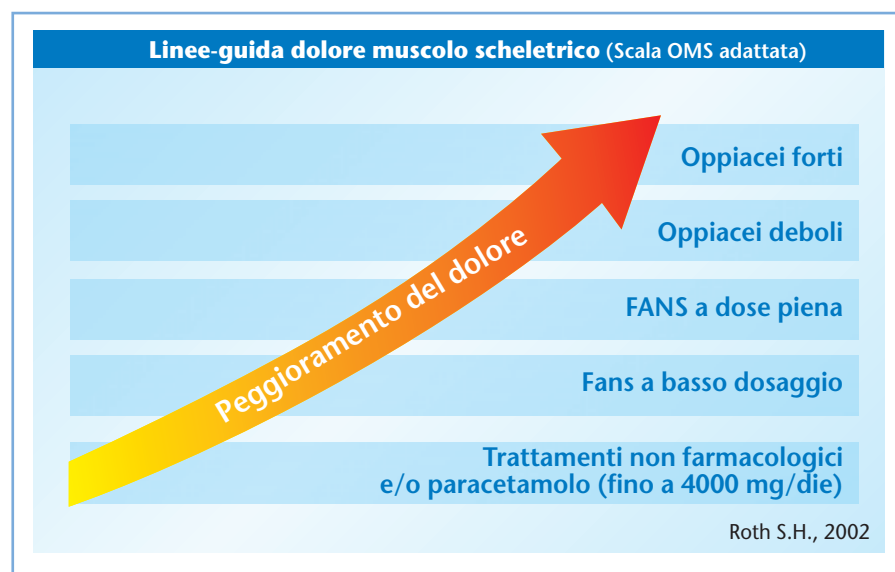 Linee-guida dolore muscolo scheletrico (Scala OMS adattata)
Oppiacei forti
Oppiacei deboli
FANS a dose piena
Fans a basso dosaggio
Trattamenti non farmacologici
e/o paracetamolo (fino a 4000 mg/die)
Peggioramento del dolore
Roth S.H., 2002